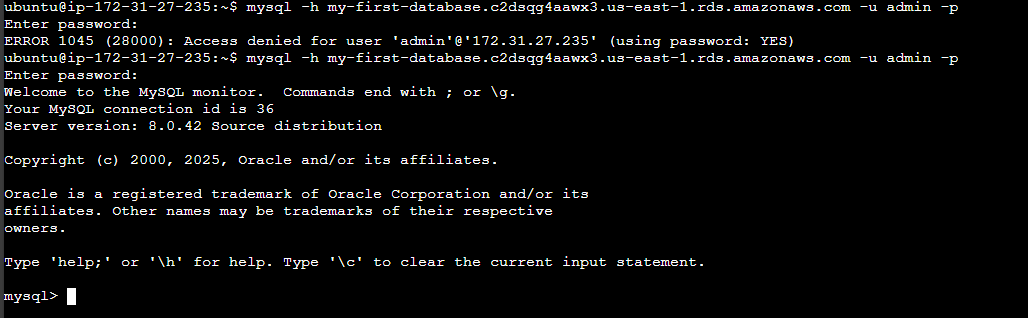 ubuntu@ip-172-31-27-235:~$ mysql -h my-first-database.c2dsqg4aawx3.us-east-1.rds.amazonaws.com -u admin -p
Enter password:
ERROR 1045 (28000): Access denied for user 'admin'@'172.31.27.235' (using password: YES)
ubuntu@ip-172-31-27-235:~$ mysql -h my-first-database.c2dsqg4aawx3.us-east-1.rds.amazonaws.com -u admin -p
Enter password:
Welcome to the MySQL monitor.  Commands end with ; or \g.
Your MySQL connection id is 36
Server version: 8.0.42 Source distribution

Copyright (c) 2000, 2025, Oracle and/or its affiliates.

Oracle is a registered trademark of Oracle Corporation and/or its
affiliates. Other names may be trademarks of their respective
owners.

Type 'help;' or '\h' for help. Type '\c' to clear the current input statement.

mysql>